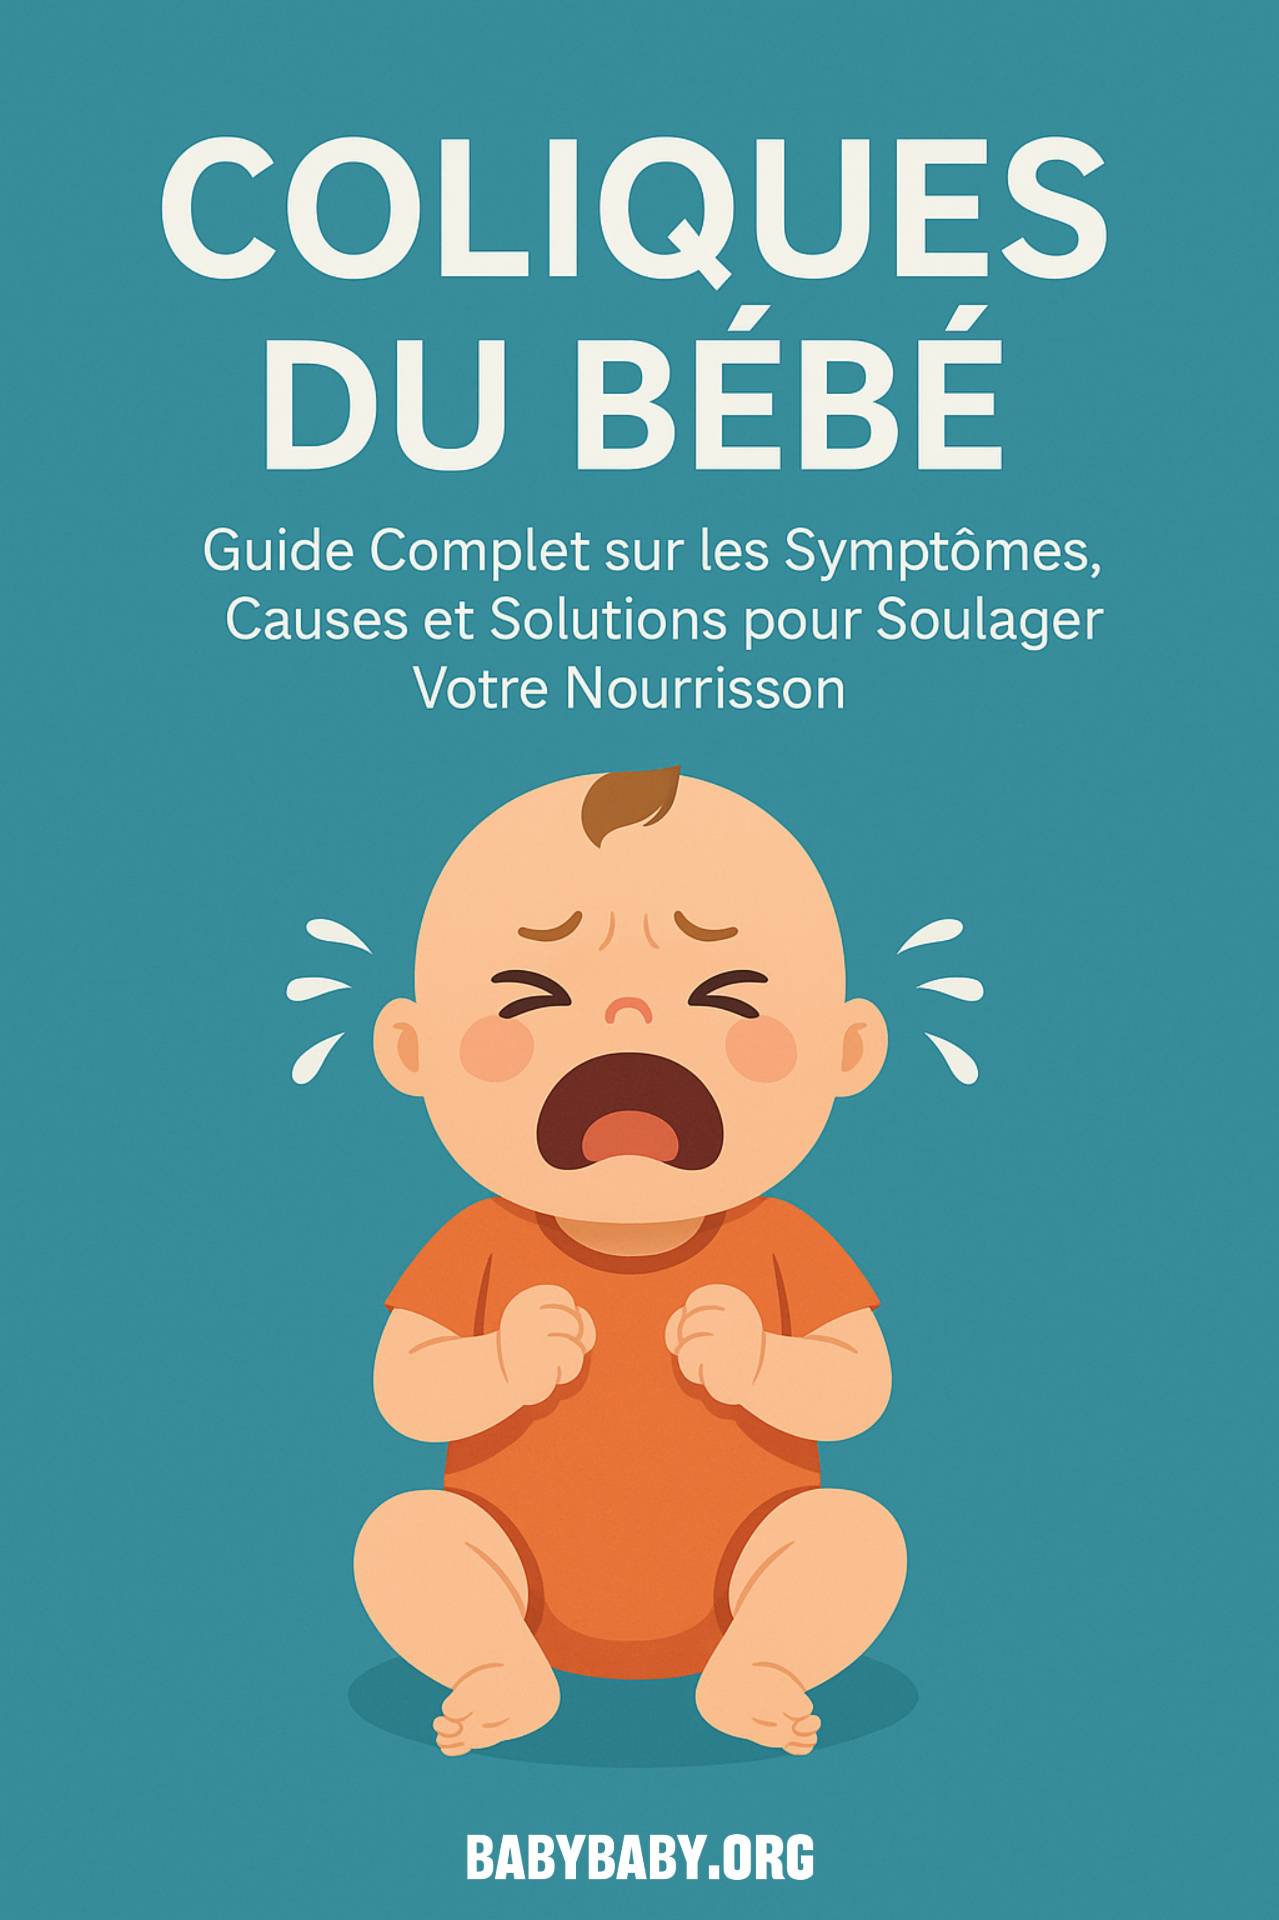 COLIQUES
DU BÉBÉ
Guide Complet sur les Symptômes,
Causes et Solutions pour Soulager
Votre Nourrisson
BABYBABY.ORG